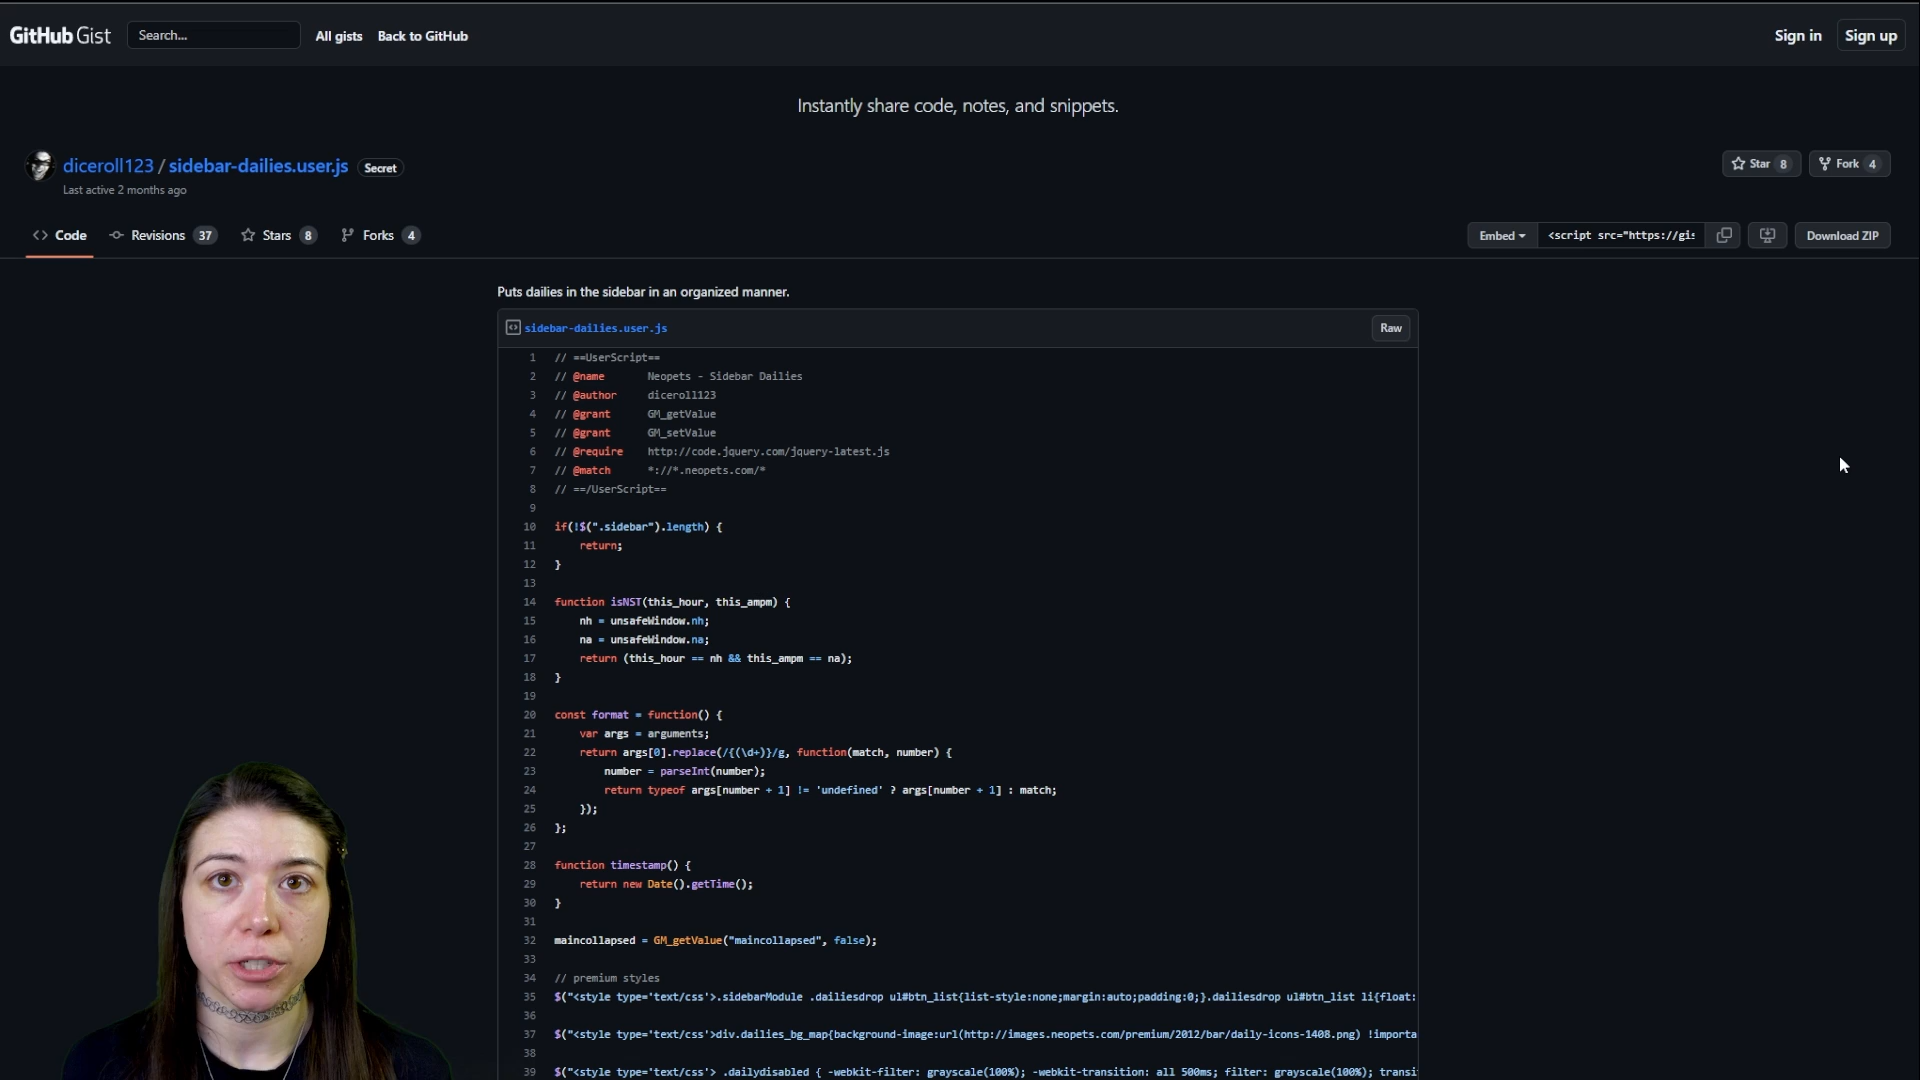 GitHub Gist Search... All gists Back to GitHub Sign in Sign up
Instantly share code, notes, and snippets.
diceroll123 / sidebar-dailies.user.js Secret Star 8 Fork 4
Last active 2 months ago
Code Revisions 37 Stars 8 Forks 4 Embed <script src="https://gis Download ZIP
Puts dailies in the sidebar in an organized manner.
sidebar-dailies.user.js Raw
1 // ==UserScript==
2 // @name Neopets - Sidebar Dailies
3 // @author diceroll123
4 // @grant GM_getValue
5 // @grant GM_setValue
6 // @require http://code.jquery.com/jquery-latest.js
7 // @match *://*.neopets.com/*
8 // ==/UserScript==
9
10 if(!$(".sidebar").length) {
11 return;
12 }
13
14 function isNST(this_hour, this_ampm) {
15 nh = unsafeWindow.nh;
16 na = unsafeWindow.na;
17 return (this_hour == nh && this_ampm == na);
18 }
19
20 const format = function() {
21 var args = arguments;
22 return args[0].replace(/{(\d+)}/g, function(match, number) {
23 number = parseInt(number);
24 return typeof args[number + 1] != 'undefined' ? args[number + 1] : match;
25 });
26 };
27
28 function timestamp() {
29 return new Date().getTime();
30 }
31
32 maincollapsed = GM_getValue("maincollapsed", false);
33
34 // premium styles
35 $("<style type='text/css'>.sidebarModule .dailiesdrop ul#btn_list{list-style:none;margin:auto;padding:0;}.dailiesdrop ul#btn_list li{float:
36
37 $("<style type='text/css'>div.dailies_bg_map{background-image:url(http://images.neopets.com/premium/2012/bar/daily-icons-1408.png) !importa
38
39 $("<style type='text/css'> .dailydisabled { -webkit-filter: grayscale(100%); -webkit-transition: all 500ms; filter: grayscale(100%); transi